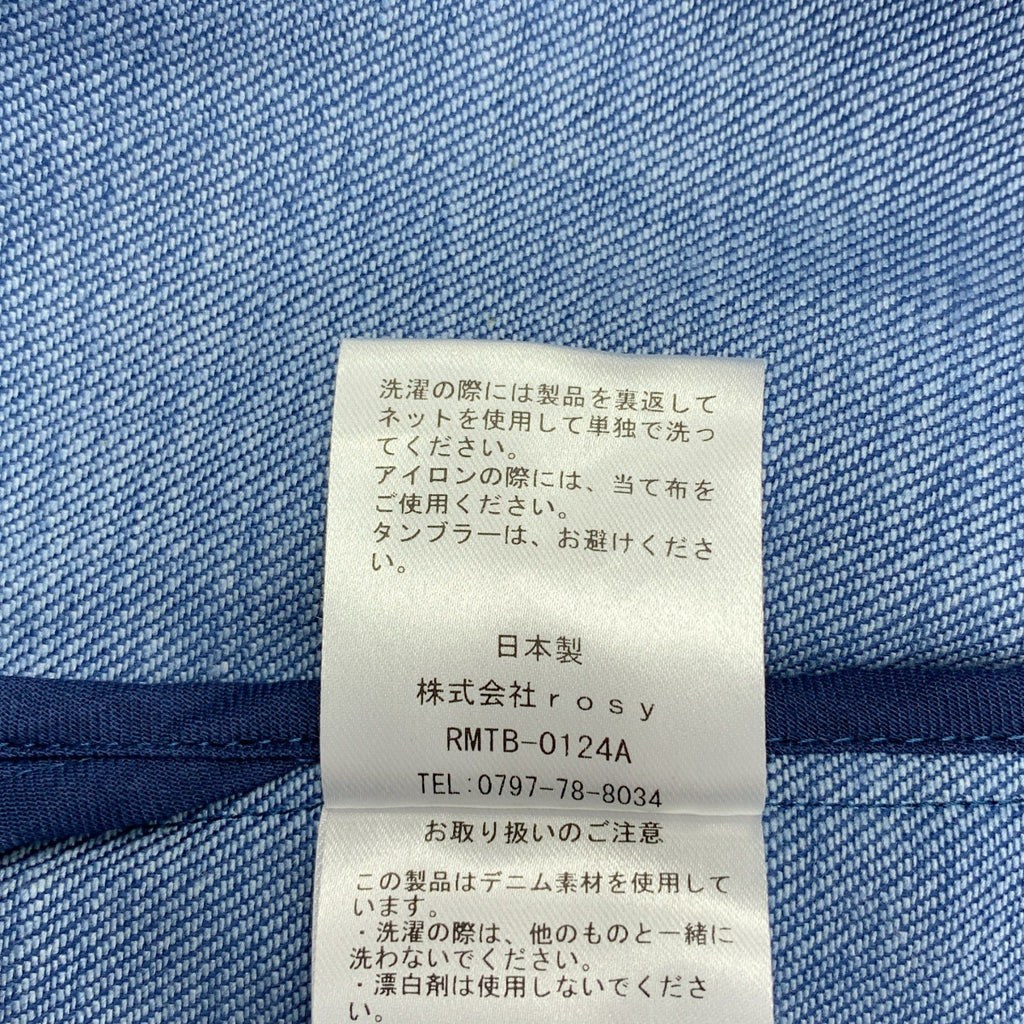 洗濯の際には製品を裏返して
ネットを使用して単独で洗っ
てください。
アイロンの際には、当て布を
ご使用ください。
タンブラーは、お避けくださ
い。
日本製
株式会社ｒｏｓｙ
RMTB-0124A
TEL:0797-78-8034
お取り扱いのご注意
この製品はデニム素材を使用して
います。
・洗濯の際は、他のものと一緒に
洗わないでください。
・漂白剤は使用しないでくださ
い。